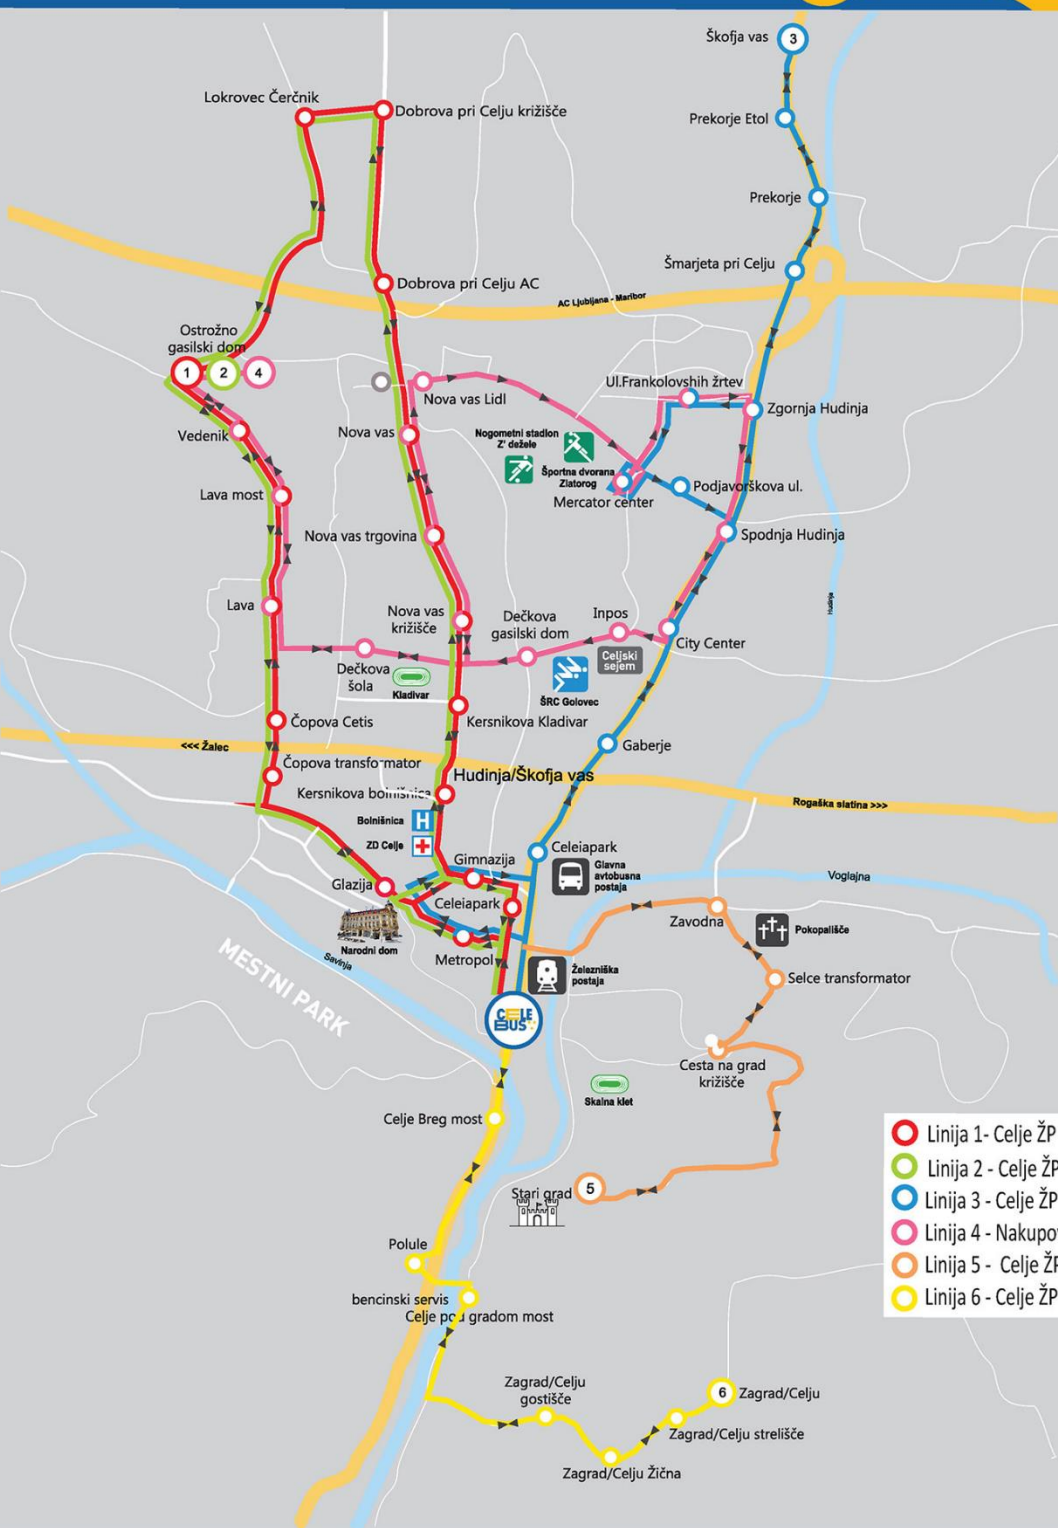 Škofja vas
3
Lokrovec Čerčnik
Dobrova pri Celju križišče
Prekorje Etol
Prekorje
Šmarjeta pri Celju
Dobrova pri Celju AC
AC Ljubljana - Maribor
Ostrožno
gasilski dom
1
2
4
Nova vas Lidl
Ul.Frankolovshih žrtev
Zgornja Hudinja
Vedenik
Nova vas
Nogometni stadion
Z' dežele
Športna dvorana
Zlatorog
Mercator center
Podjavorškova ul.
Lava most
Nova vas trgovina
Spodnja Hudinja
Lava
Nova vas
križišče
Dečkova
gasilski dom
Inpos
Hudinja
City Center
Celjski
sejem
Dečkova
šola
Kladivar
ŠRC Golovec
Čopova Cetis
Kersnikova Kladivar
Gaberje
<<< Žalec
Čopova transformator
Hudinja/Škofja vas
Kersnikova bolnišnica
Rogaška slatina >>>
Bolnišnica
H
ZD Celje
Gimnazija
Celeiapark
Glavna
avtobusna
postaja
Voglajna
Glazija
Celeiapark
Zavodna
Pokopališče
Narodni dom
Metropol
Savinja
MESTNI PARK
Železniška
postaja
Selce transformator
CELE
BUS
Cesta na grad
križišče
Skalna klet
Celje Breg most
Linija 1- Celje ŽP
Linija 2 - Celje ŽP
Linija 3 - Celje ŽP
Linija 4 - Nakupo
Linija 5 - Celje ŽP
Linija 6 - Celje ŽP
Stari grad
5
Polule
bencinski servis
Celje pod gradom most
Zagrad/Celju
gostišče
6
Zagrad/Celju
Zagrad/Celju strelišče
Zagrad/Celju Žična